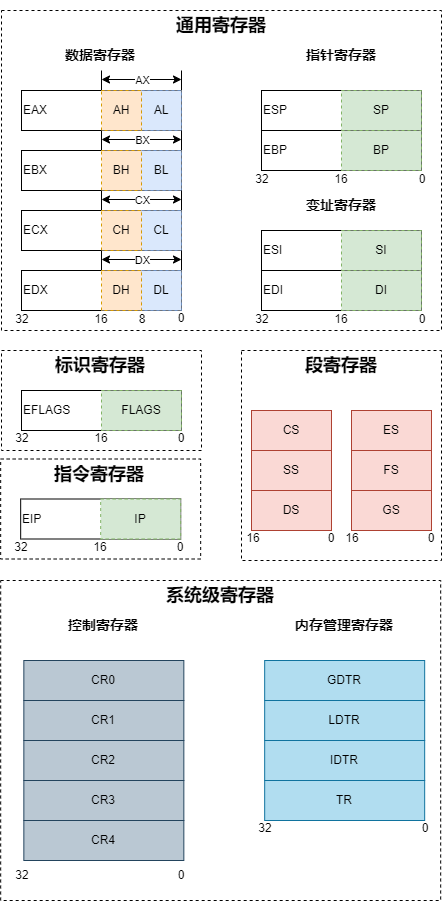 通用寄存器
数据寄存器
AX
EAX AH AL
BX
EBX BH BL
CX
ECX CH CL
DX
EDX DH DL
32 16 8 0
指针寄存器
ESP SP
EBP BP
32 16 0
变址寄存器
ESI SI
EDI DI
32 16 0
标识寄存器
EFLAGS FLAGS
32 16 0
指令寄存器
EIP IP
32 16 0
段寄存器
CS ES
SS FS
DS GS
16 0 16 0
系统级寄存器
控制寄存器
CR0
CR1
CR2
CR3
CR4
32 0
内存管理寄存器
GDTR
LDTR
IDTR
TR
32 0